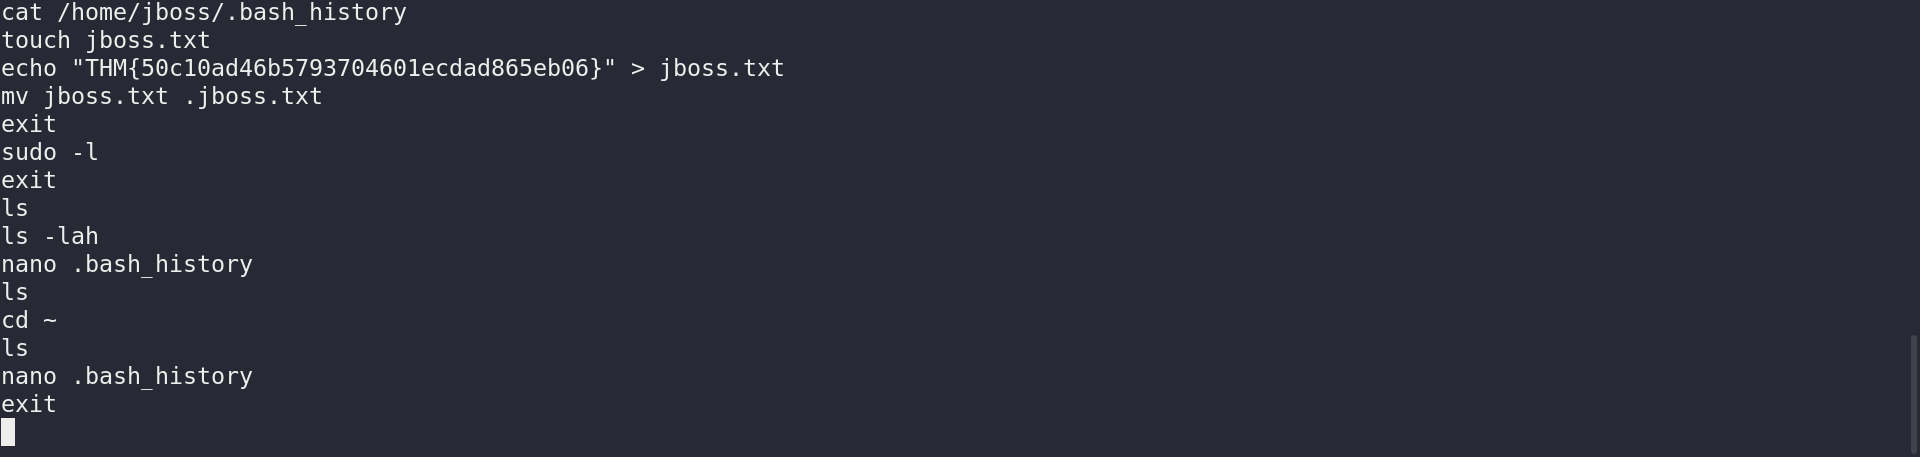 cat /home/jboss/.bash_history
touch jboss.txt
echo "THM{50c10ad46b5793704601ecdad865eb06}" > jboss.txt
mv jboss.txt .jboss.txt
exit
sudo -l
exit
ls
ls -lah
nano .bash_history
ls
cd ~
ls
nano .bash_history
exit